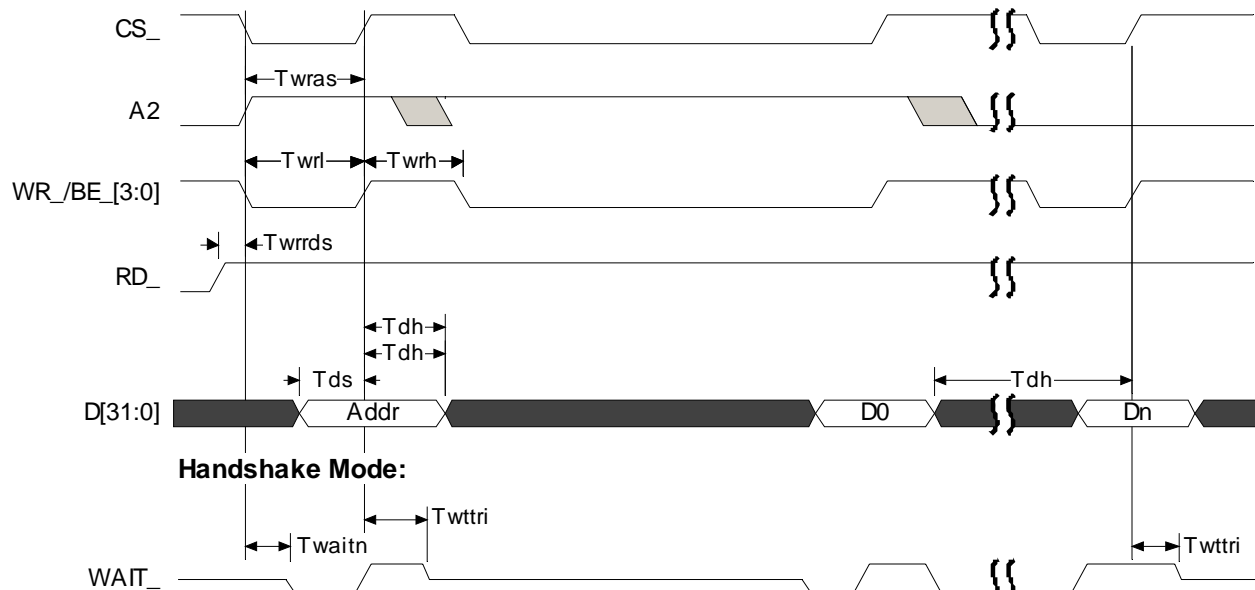 CS_
Twras
A2
Twrl Twrh
WR_/BE_[3:0]
Twrrds
RD_
Tdh
Tdh
Tds Tdh
D[31:0] Addr D0 Dn
Handshake Mode:
Twttri
Twaitn Twttri
WAIT_